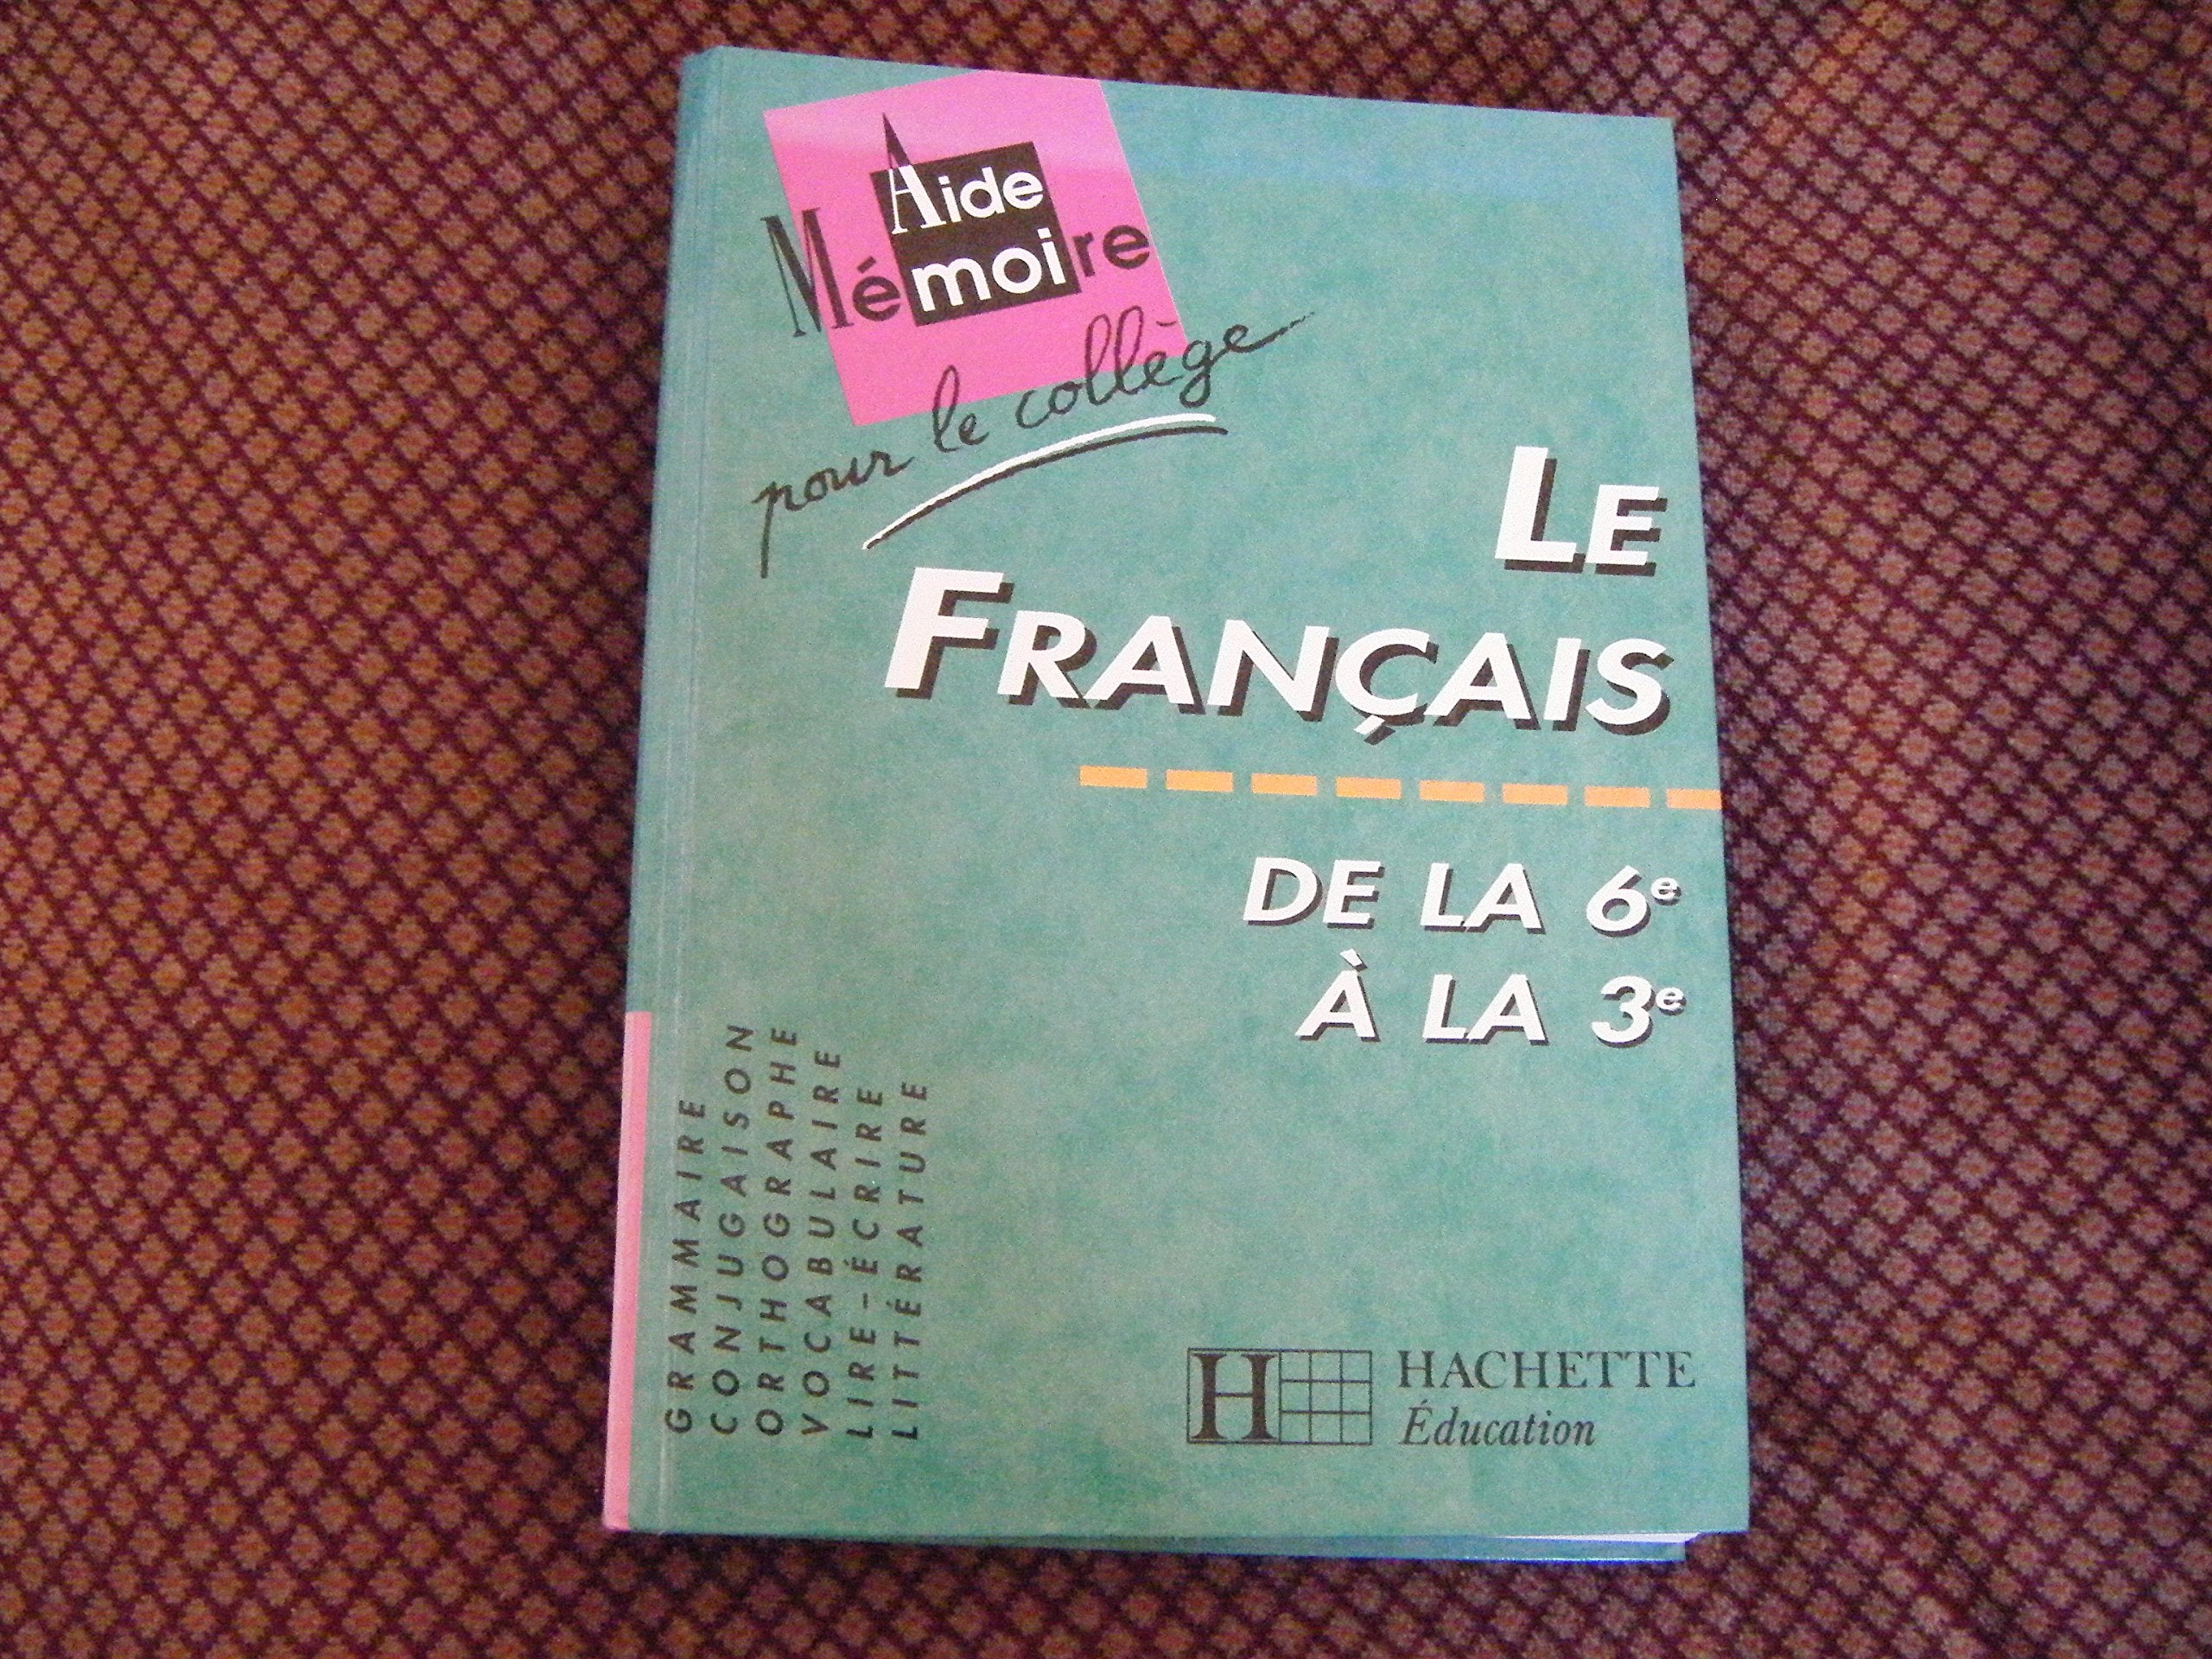 Aide
Mémoire
pour le collège
LE
FRANÇAIS
DE LA 6e
À LA 3e
GRAMMAIRE
CONJUGAISON
ORTHOGRAPHE
VOCABULAIRE
LIRE-ÉCRIRE
LITTÉRATURE
H HACHETTE
Éducation